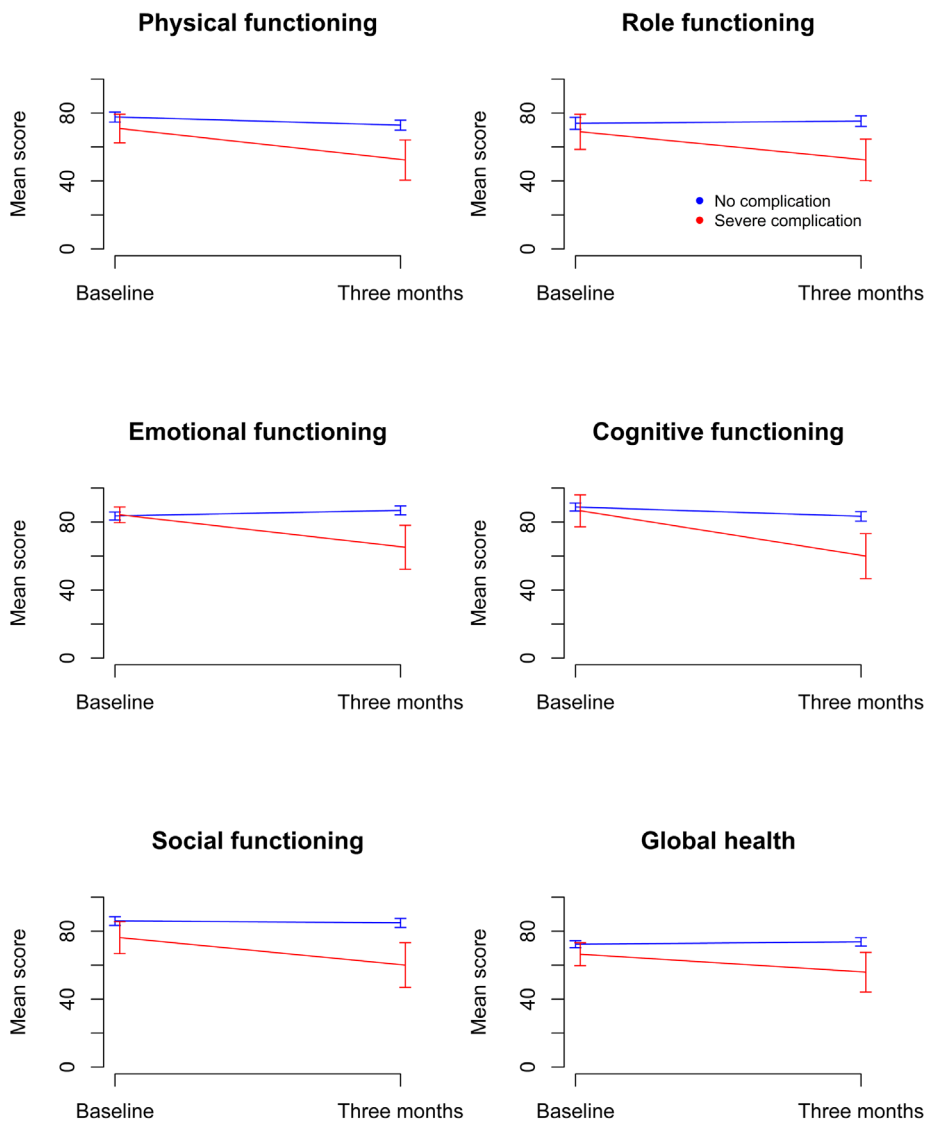 Physical functioning
Mean score
80
40
0
Baseline
Three months
Role functioning
Mean score
80
40
0
No complication
Severe complication
Baseline
Three months
Emotional functioning
Mean score
80
40
0
Baseline
Three months
Cognitive functioning
Mean score
80
40
0
Baseline
Three months
Social functioning
Mean score
80
40
0
Baseline
Three months
Global health
Mean score
80
40
0
Baseline
Three months